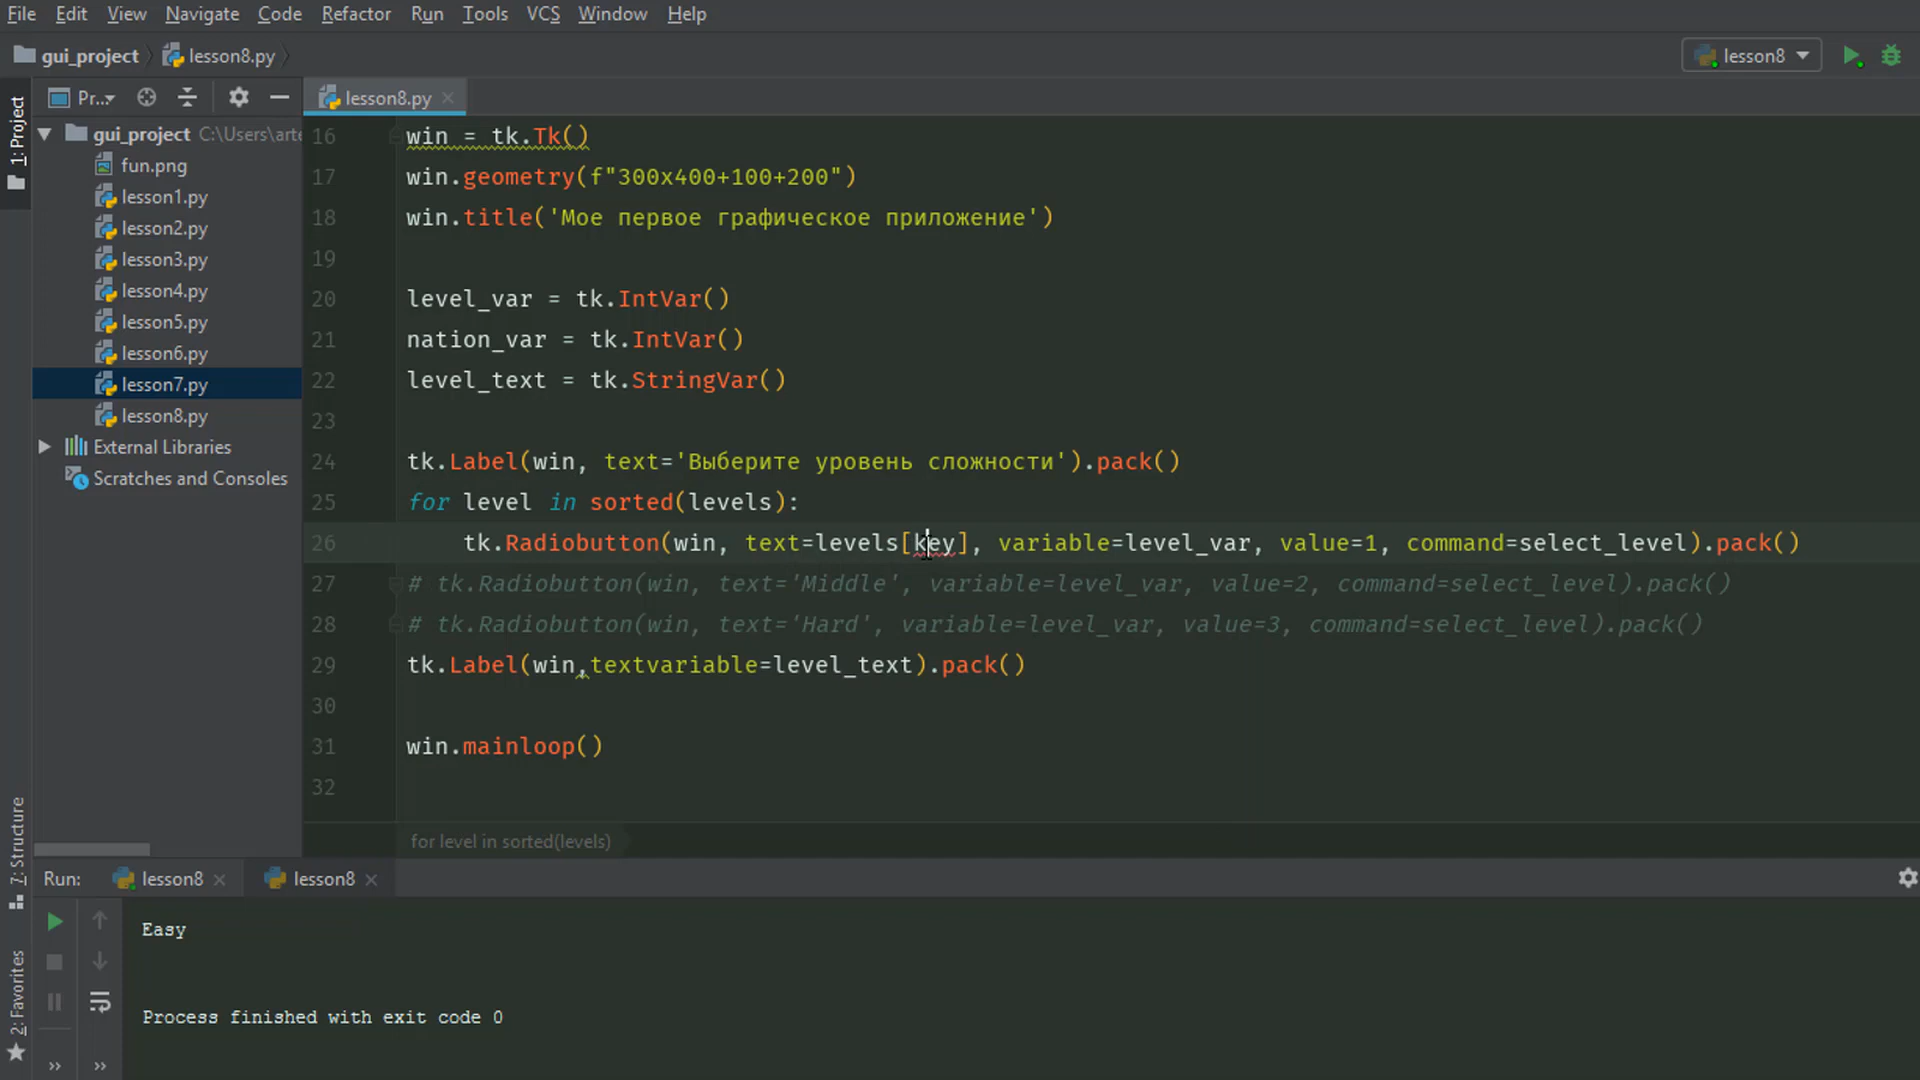 File Edit View Navigate Code Refactor Run Tools VCS Window Help
gui_project lesson8.py lesson8
1: Project
Pr... lesson8.py
gui_project C:\Users\arte
fun.png
lesson1.py
lesson2.py
lesson3.py
lesson4.py
lesson5.py
lesson6.py
lesson7.py
lesson8.py
External Libraries
Scratches and Consoles
16 win = tk.Tk()
17 win.geometry(f"300x400+100+200")
18 win.title('Мое первое графическое приложение')
19
20 level_var = tk.IntVar()
21 nation_var = tk.IntVar()
22 level_text = tk.StringVar()
23
24 tk.Label(win, text='Выберите уровень сложности').pack()
25 for level in sorted(levels):
26 tk.Radiobutton(win, text=levels[key], variable=level_var, value=1, command=select_level).pack()
27 # tk.Radiobutton(win, text='Middle', variable=level_var, value=2, command=select_level).pack()
28 # tk.Radiobutton(win, text='Hard', variable=level_var, value=3, command=select_level).pack()
29 tk.Label(win,textvariable=level_text).pack()
30
31 win.mainloop()
32
for level in sorted(levels)
7: Structure
2: Favorites
Run: lesson8 lesson8
Easy
Process finished with exit code 0